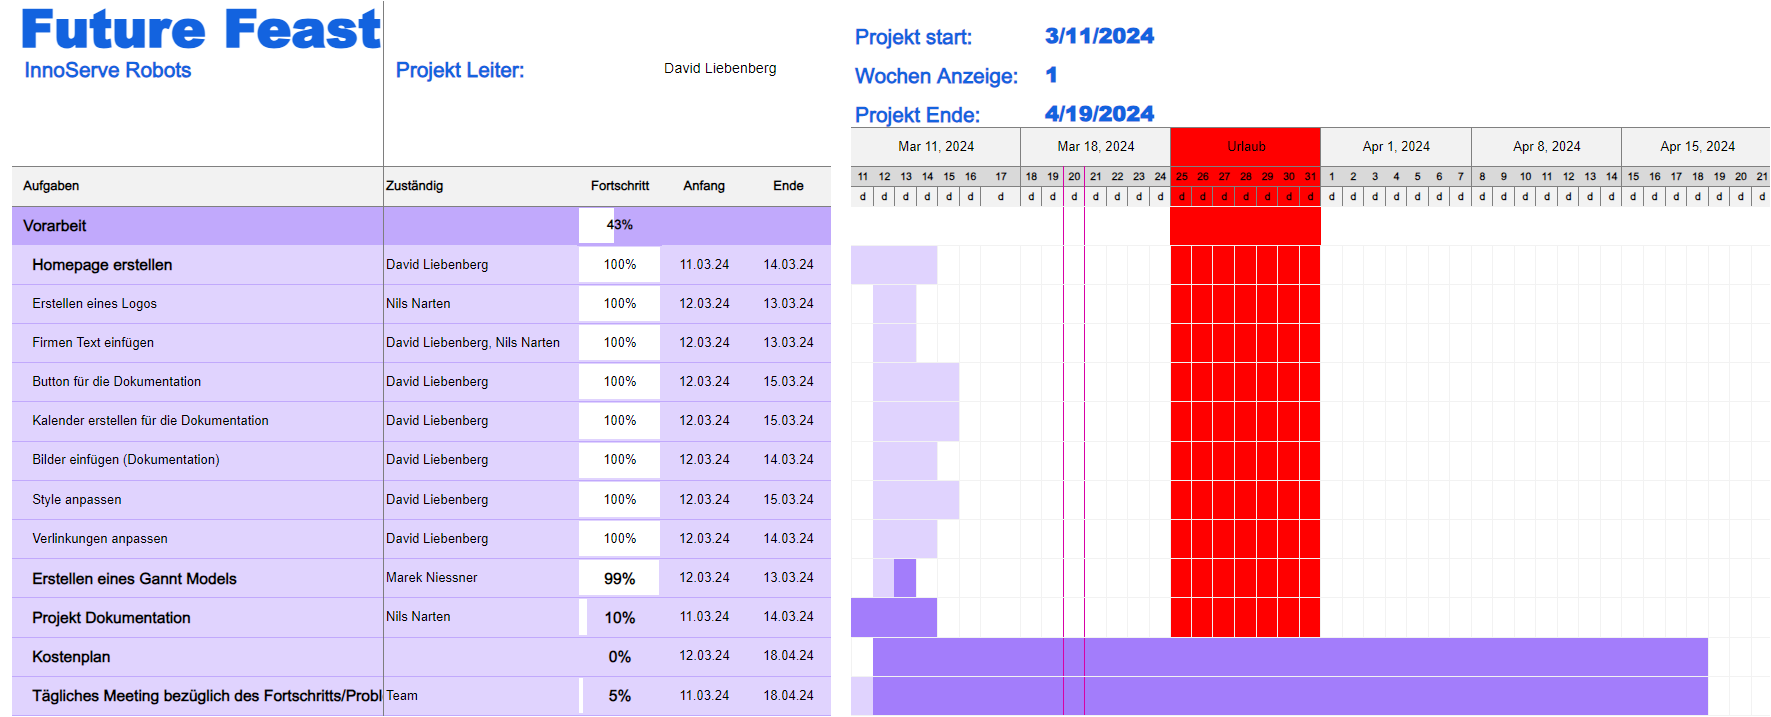 Future Feast
InnoServe Robots
Projekt Leiter: David Liebenberg
Projekt start: 3/11/2024
Wochen Anzeige: 1
Projekt Ende: 4/19/2024
Mar 11, 2024 Mar 18, 2024 Urlaub Apr 1, 2024 Apr 8, 2024 Apr 15, 2024
Aufgaben Zuständig Fortschritt Anfang Ende
11 12 13 14 15 16 17 18 19 20 21 22 23 24 25 26 27 28 29 30 31 1 2 3 4 5 6 7 8 9 10 11 12 13 14 15 16 17 18 19 20 21
d d d d d d d d d d d d d d d d d d d d d d d d d d d d d d d d d d d d d d d d d d
Vorarbeit 43%
Homepage erstellen David Liebenberg 100% 11.03.24 14.03.24
Erstellen eines Logos Nils Narten 100% 12.03.24 13.03.24
Firmen Text einfügen David Liebenberg, Nils Narten 100% 12.03.24 13.03.24
Button für die Dokumentation David Liebenberg 100% 12.03.24 15.03.24
Kalender erstellen für die Dokumentation David Liebenberg 100% 12.03.24 15.03.24
Bilder einfügen (Dokumentation) David Liebenberg 100% 12.03.24 14.03.24
Style anpassen David Liebenberg 100% 12.03.24 15.03.24
Verlinkungen anpassen David Liebenberg 100% 12.03.24 14.03.24
Erstellen eines Gannt Models Marek Niessner 99% 12.03.24 13.03.24
Projekt Dokumentation Nils Narten 10% 11.03.24 14.03.24
Kostenplan 0% 12.03.24 18.04.24
Tägliches Meeting bezüglich des Fortschritts/Probl Team 5% 11.03.24 18.04.24